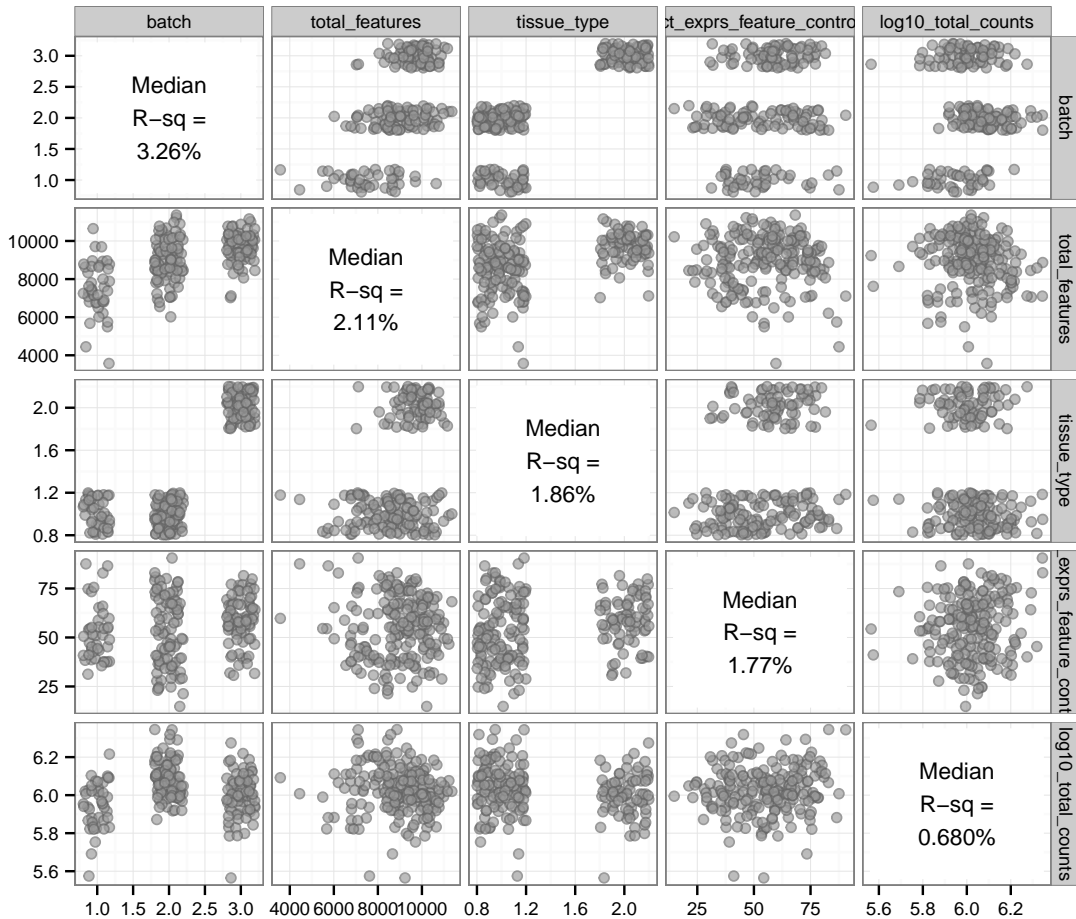 batch total_features tissue_type ct_exprs_feature_contro log10_total_counts
3.0
2.5
2.0
1.5
1.0
Median
R−sq =
3.26%
batch
10000
8000
6000
4000
Median
R−sq =
2.11%
total_features
2.0
1.6
1.2
0.8
Median
R−sq =
1.86%
tissue_type
75
50
25
Median
R−sq =
1.77%
_exprs_feature_cont
6.2
6.0
5.8
5.6
Median
R−sq =
0.680%
log10_total_counts
1.0 1.5 2.0 2.5 3.0 4000 6000 8000 10000 0.8 1.2 1.6 2.0 25 50 75 5.6 5.8 6.0 6.2